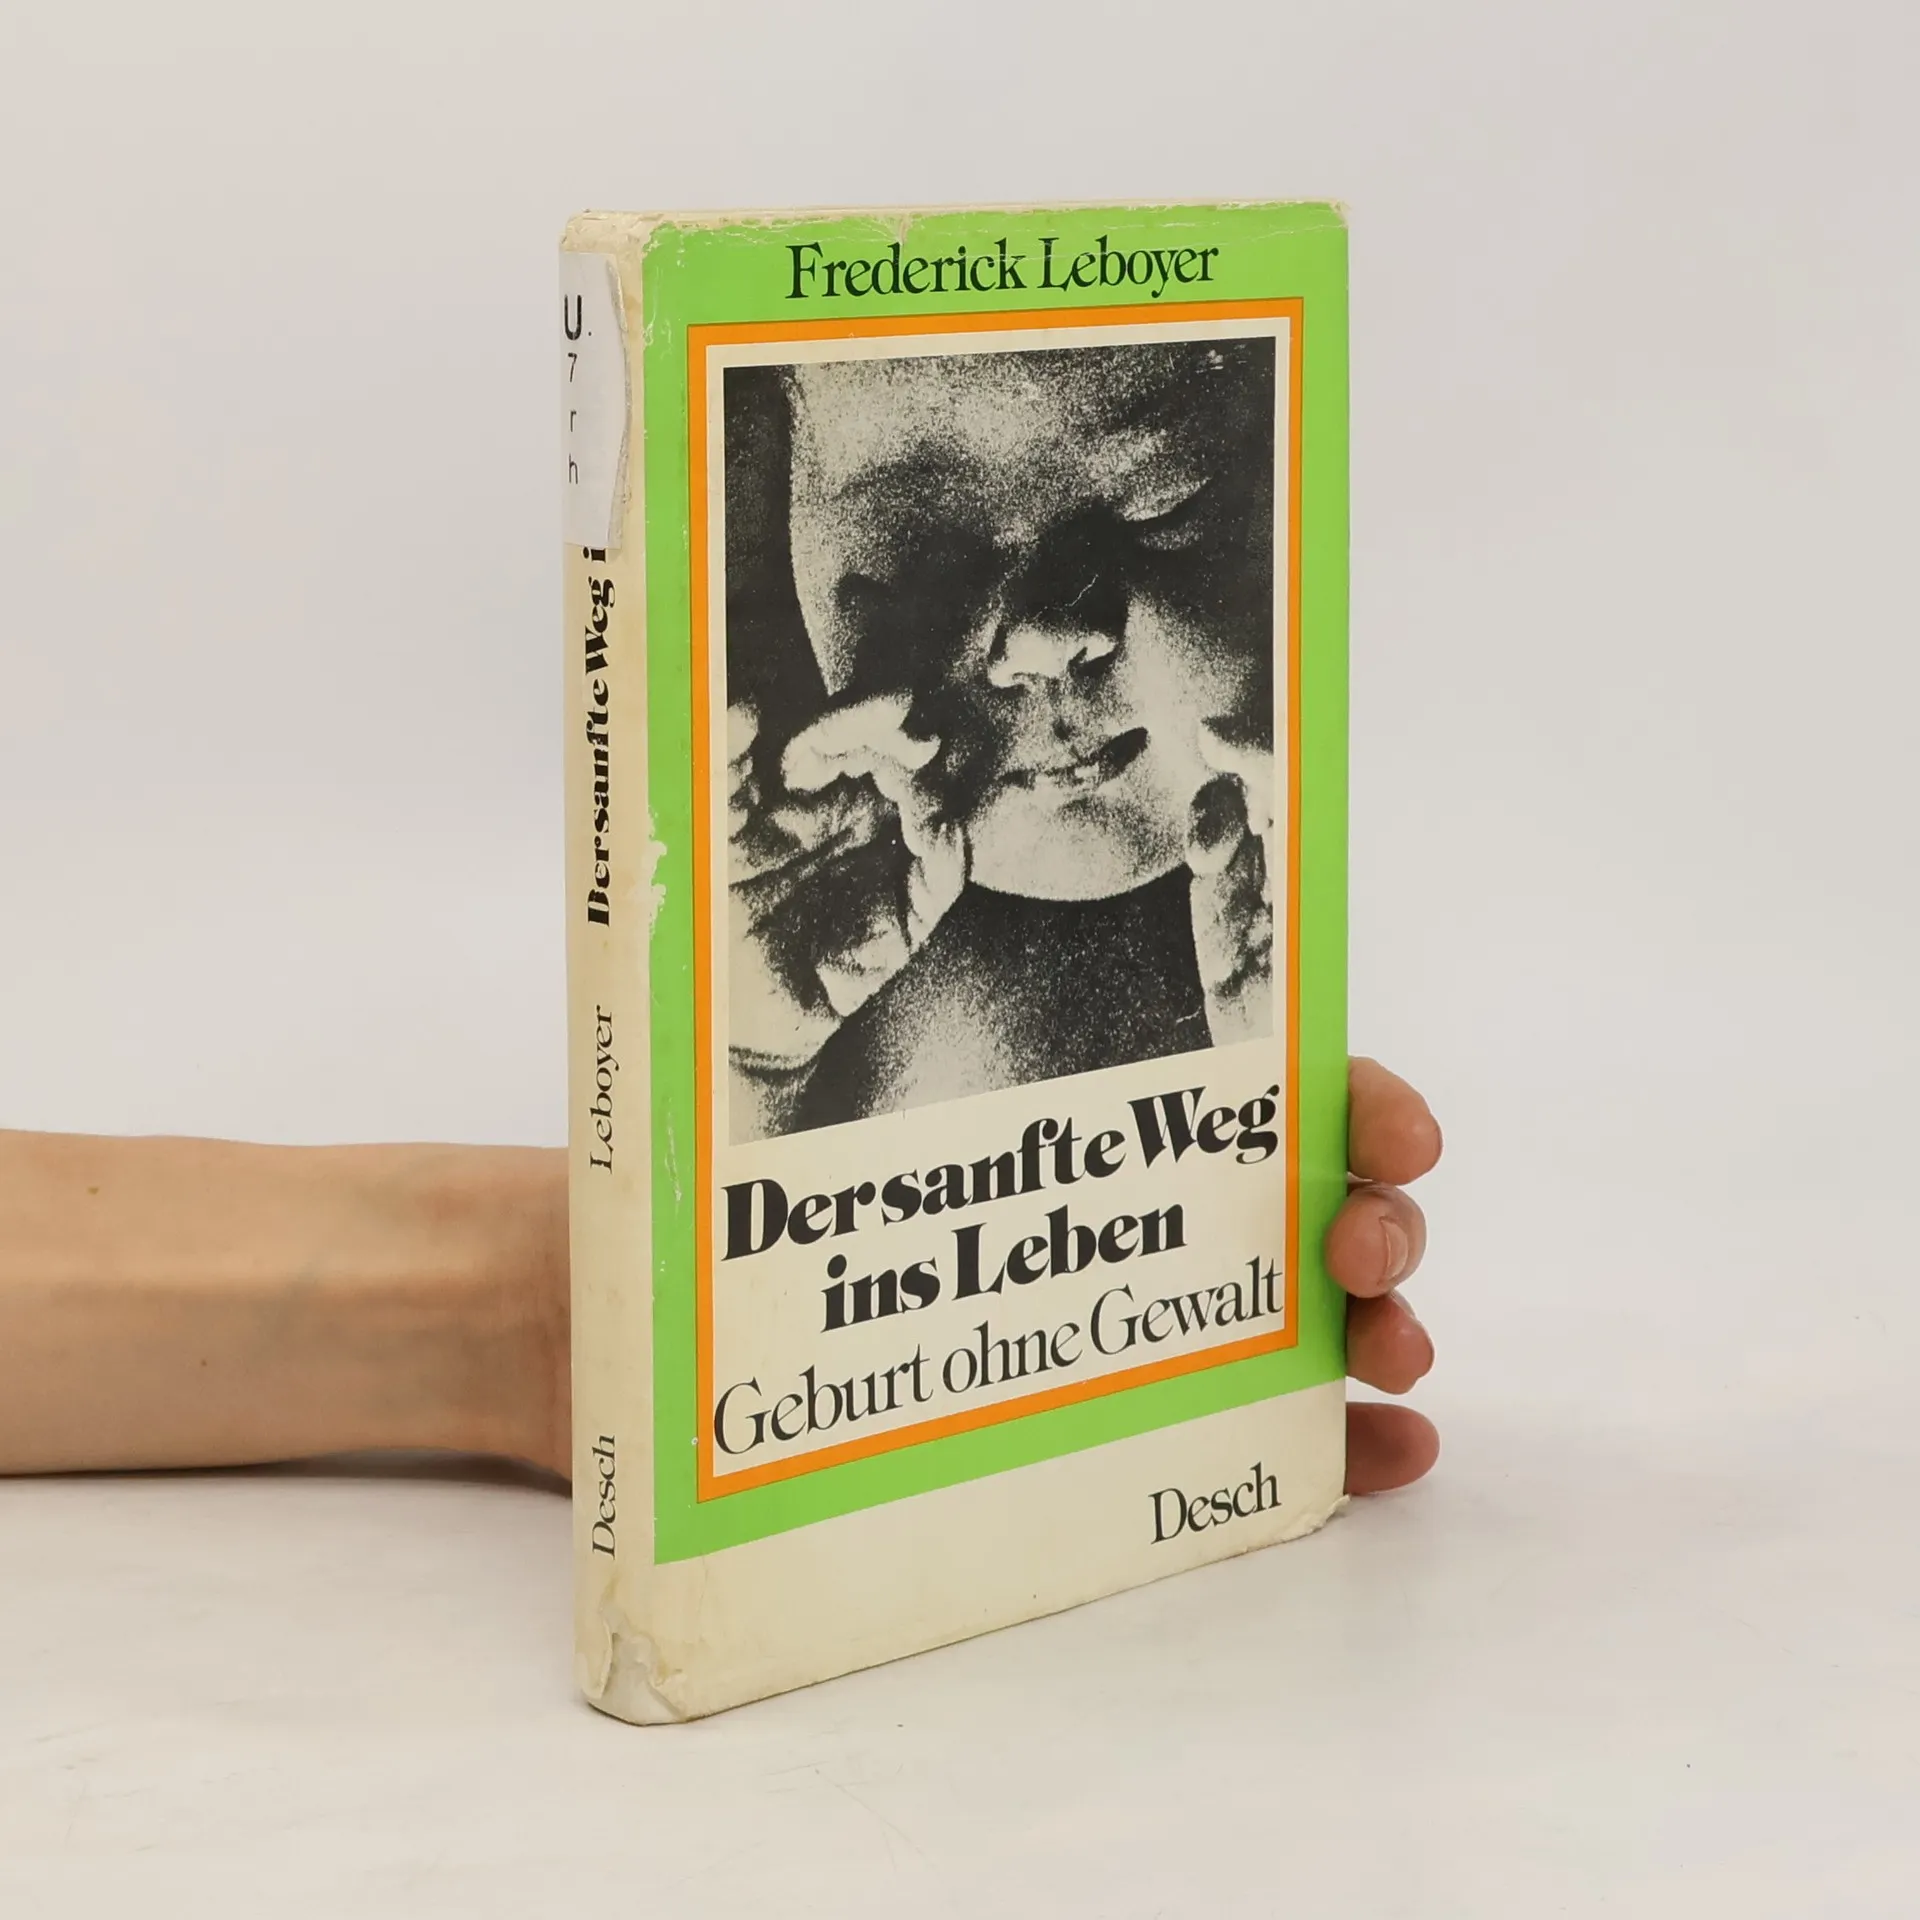 Frederick Leboyer
Der sanfte Weg
ins Leben
Geburt ohne Gewalt
Desch
U.
7
r
h
Desch Leboyer Der sanfte Weg i